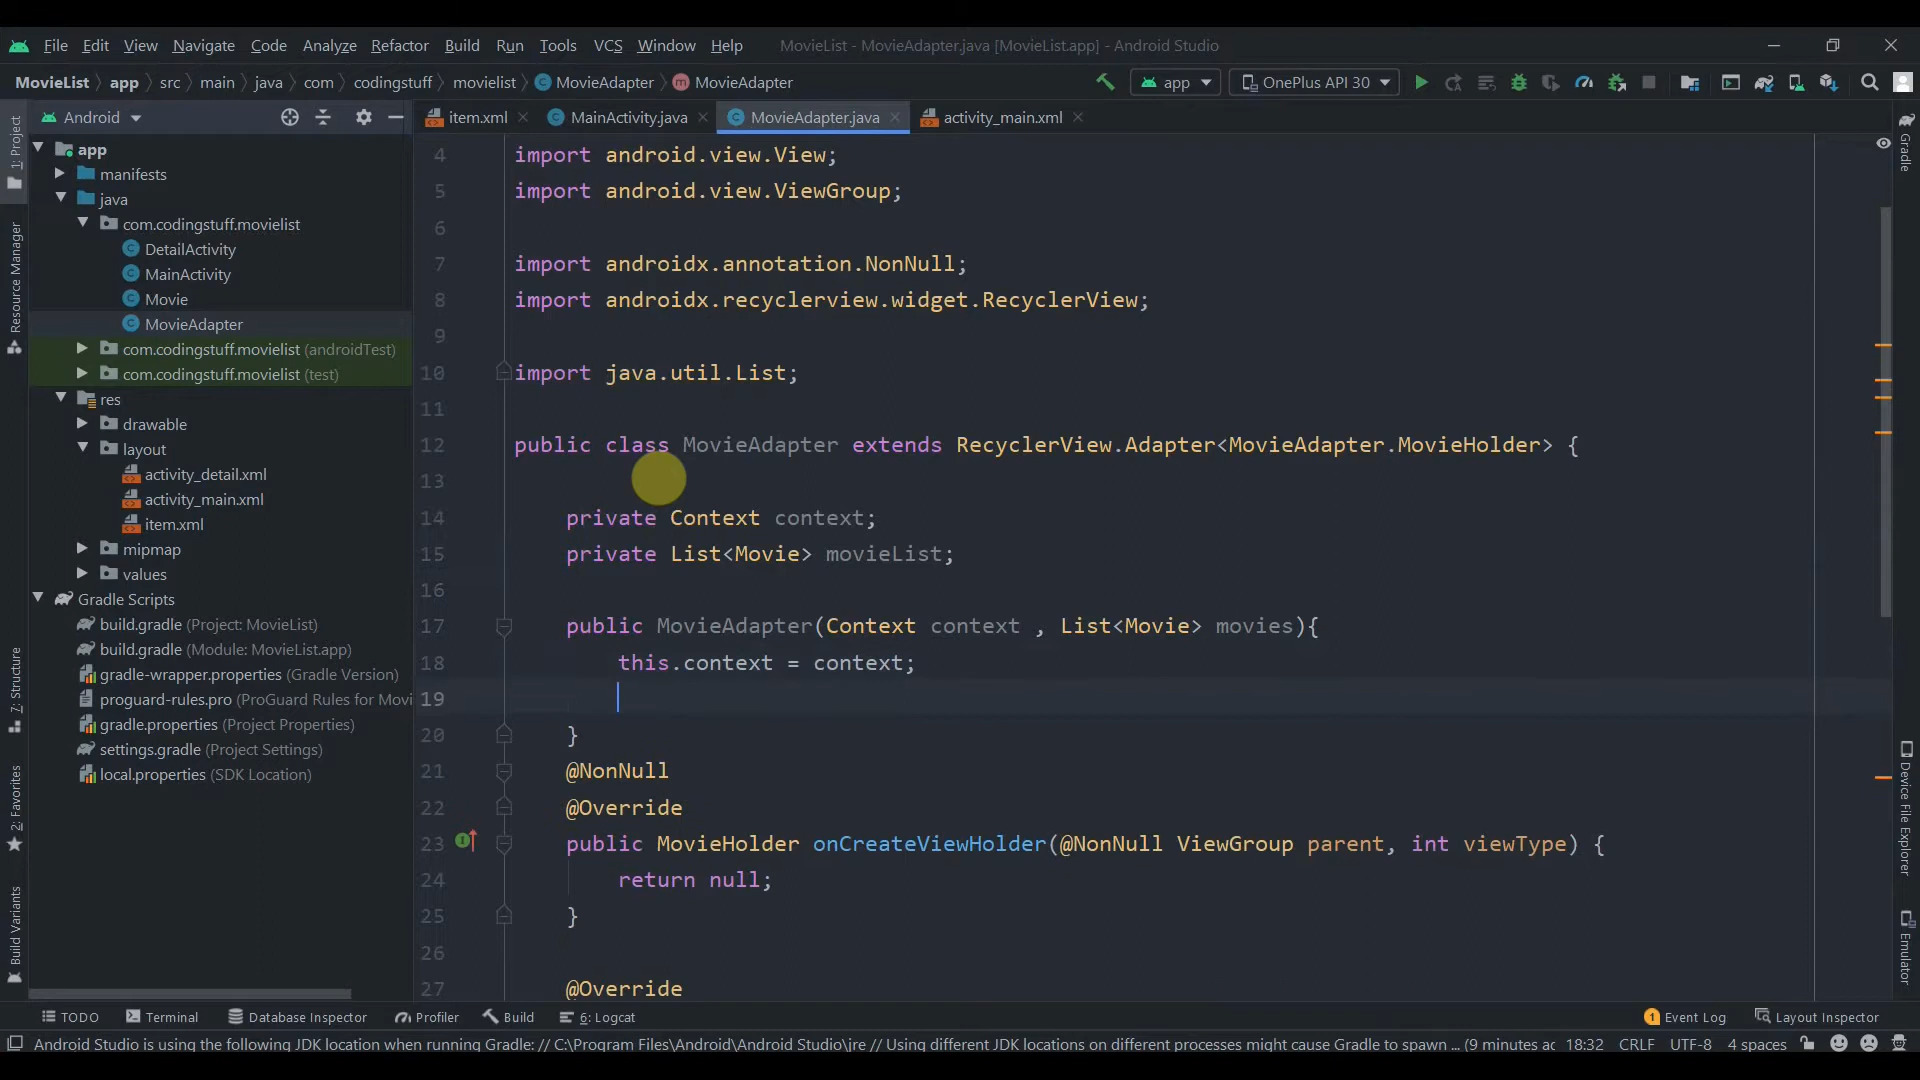 File Edit View Navigate Code Analyze Refactor Build Run Tools VCS Window Help MovieList - MovieAdapter.java [MovieList.app] - Android Studio
MovieList app src main java com codingstuff movielist MovieAdapter MovieAdapter app OnePlus API 30
Android
item.xml MainActivity.java MovieAdapter.java activity_main.xml
1: Project
Resource Manager
7: Structure
2: Favorites
Build Variants
app
manifests
java
com.codingstuff.movielist
DetailActivity
MainActivity
Movie
MovieAdapter
com.codingstuff.movielist (androidTest)
com.codingstuff.movielist (test)
res
drawable
layout
activity_detail.xml
activity_main.xml
item.xml
mipmap
values
Gradle Scripts
build.gradle (Project: MovieList)
build.gradle (Module: MovieList.app)
gradle-wrapper.properties (Gradle Version)
proguard-rules.pro (ProGuard Rules for Movi
gradle.properties (Project Properties)
settings.gradle (Project Settings)
local.properties (SDK Location)
4 import android.view.View;
5 import android.view.ViewGroup;
6
7 import androidx.annotation.NonNull;
8 import androidx.recyclerview.widget.RecyclerView;
9
10 import java.util.List;
11
12 public class MovieAdapter extends RecyclerView.Adapter<MovieAdapter.MovieHolder> {
13
14 private Context context;
15 private List<Movie> movieList;
16
17 public MovieAdapter(Context context , List<Movie> movies){
18 this.context = context;
19
20 }
21 @NonNull
22 @Override
23 public MovieHolder onCreateViewHolder(@NonNull ViewGroup parent, int viewType) {
24 return null;
25 }
26
27 @Override
Gradle
Device File Explorer
Emulator
TODO Terminal Database Inspector Profiler Build 6: Logcat 1 Event Log Layout Inspector
Android Studio is using the following JDK location when running Gradle: // C:\Program Files\Android\Android Studio\jre // Using different JDK locations on different processes might cause Gradle to spawn ... (9 minutes ac 18:32 CRLF UTF-8 4 spaces